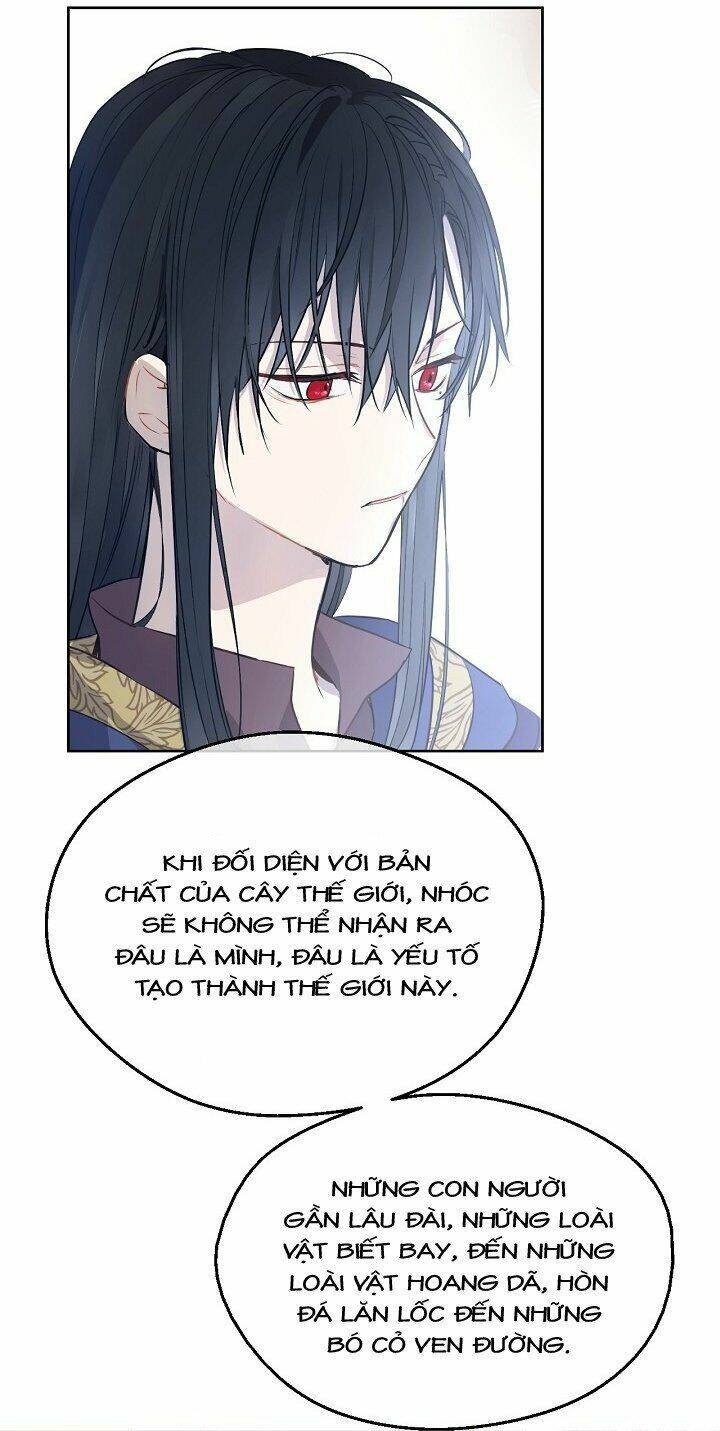 KHI ĐỐI DIỆN VỚI BẢN
CHẤT CỦA CÂY THẾ GIỚI, NHÓC
SẼ KHÔNG THỂ NHẬN RA
ĐÂU LÀ MÌNH, ĐÂU LÀ YẾU TỐ
TẠO THÀNH THẾ GIỚI NÀY.
NHỮNG CON NGƯỜI
GẦN LÂU ĐÀI, NHỮNG LOÀI
VẬT BIẾT BAY, ĐẾN NHỮNG
LOÀI VẬT HOANG DÃ, HÒN
ĐÁ LĂN LỐC ĐẾN NHỮNG
BÓ CỎ VEN ĐƯỜNG.